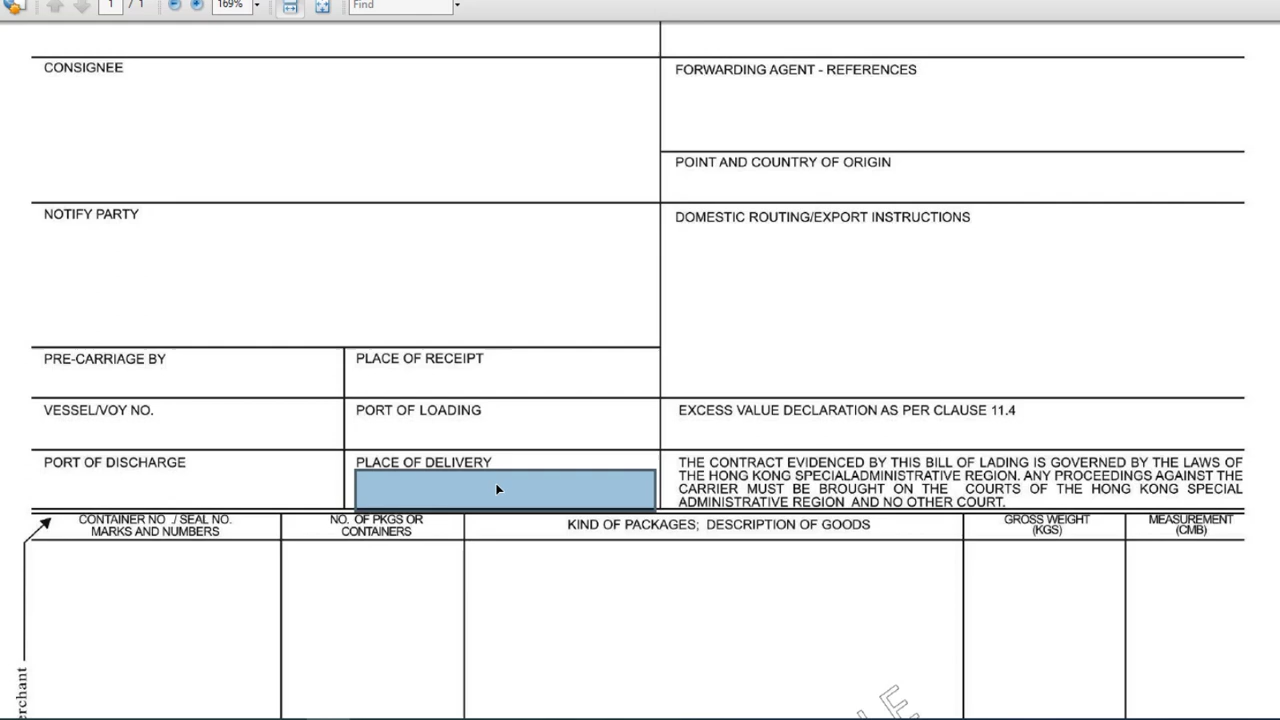 1 / 1 169% Find
CONSIGNEE
FORWARDING AGENT - REFERENCES
POINT AND COUNTRY OF ORIGIN
NOTIFY PARTY
DOMESTIC ROUTING/EXPORT INSTRUCTIONS
PRE-CARRIAGE BY
PLACE OF RECEIPT
VESSEL/VOY NO.
PORT OF LOADING
EXCESS VALUE DECLARATION AS PER CLAUSE 11.4
PORT OF DISCHARGE
PLACE OF DELIVERY
THE CONTRACT EVIDENCED BY THIS BILL OF LADING IS GOVERNED BY THE LAWS OF
THE HONG KONG SPECIALADMINISTRATIVE REGION. ANY PROCEEDINGS AGAINST THE
CARRIER MUST BE BROUGHT ON THE COURTS OF THE HONG KONG SPECIAL
ADMINISTRATIVE REGION AND NO OTHER COURT.
CONTAINER NO ./ SEAL NO.
MARKS AND NUMBERS
NO. OF PKGS OR
CONTAINERS
KIND OF PACKAGES; DESCRIPTION OF GOODS
GROSS WEIGHT
(KGS)
MEASUREMENT
(CMB)
erchant
LE